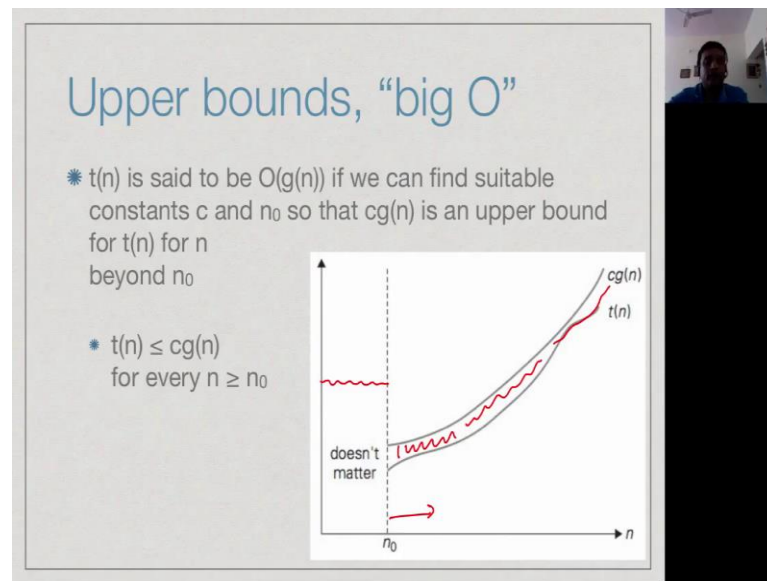 Upper bounds, “big O”
t(n) is said to be O(g(n)) if we can find suitable
constants c and n₀ so that cg(n) is an upper bound
for t(n) for n
beyond n₀
t(n) ≤ cg(n)
for every n ≥ n₀
cg(n)
t(n)
doesn't
matter
n₀
n